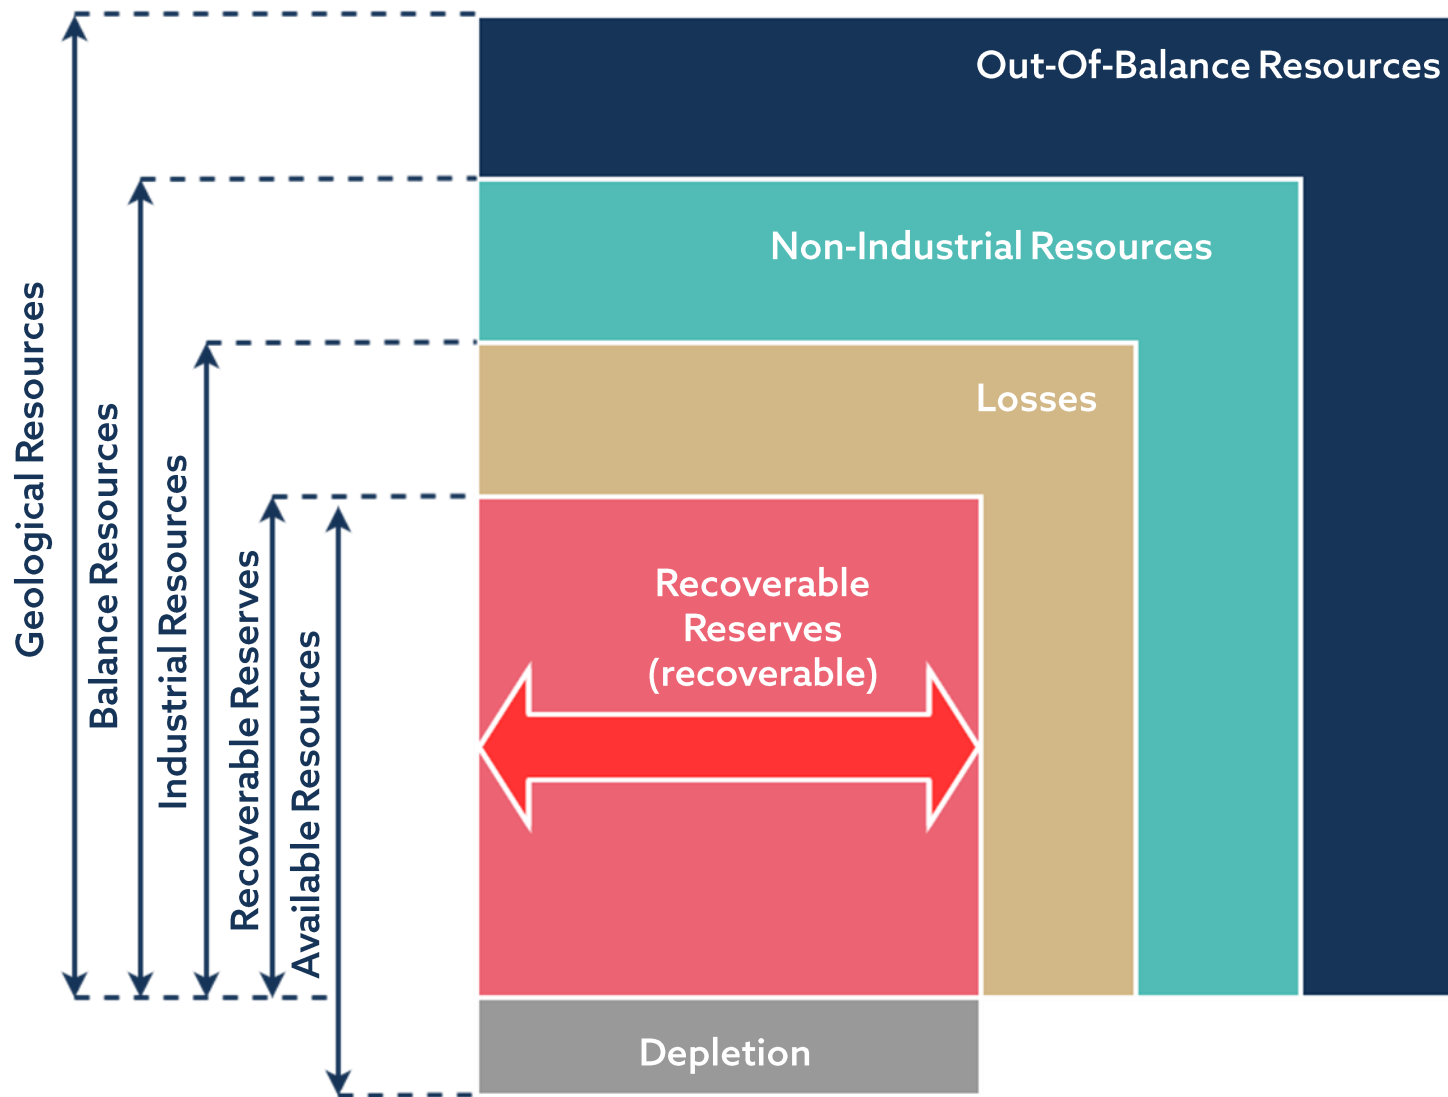 Out-Of-Balance Resources
Non-Industrial Resources
Losses
Recoverable
Reserves
(recoverable)
Depletion
Geological Resources
Balance Resources
Industrial Resources
Recoverable Reserves
Available Resources